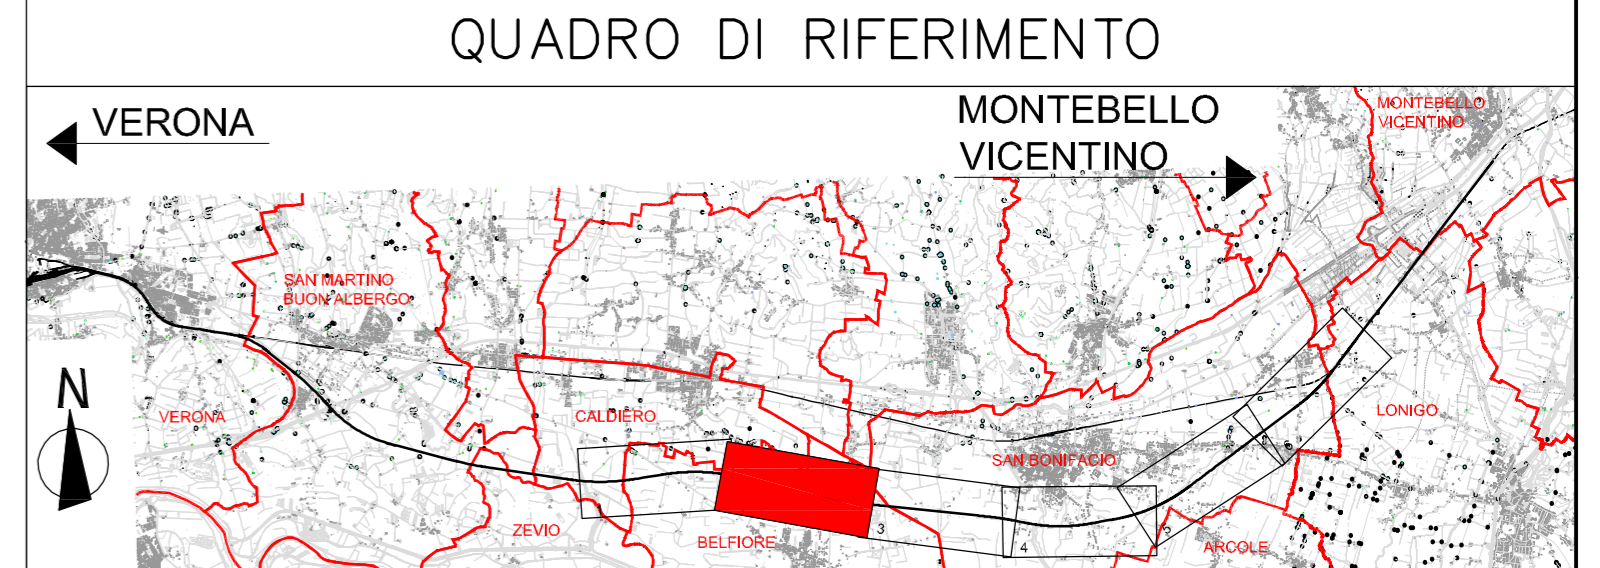 QUADRO DI RIFERIMENTO
VERONA
MONTEBELLO
VICENTINO
MONTEBELLO
VICENTINO
SAN MARTINO
BUON ALBERGO
N
VERONA
CALDIERO
LONIGO
SAN BONIFACIO
ZEVIO
BELFIORE
3
4
5
ARCOLE